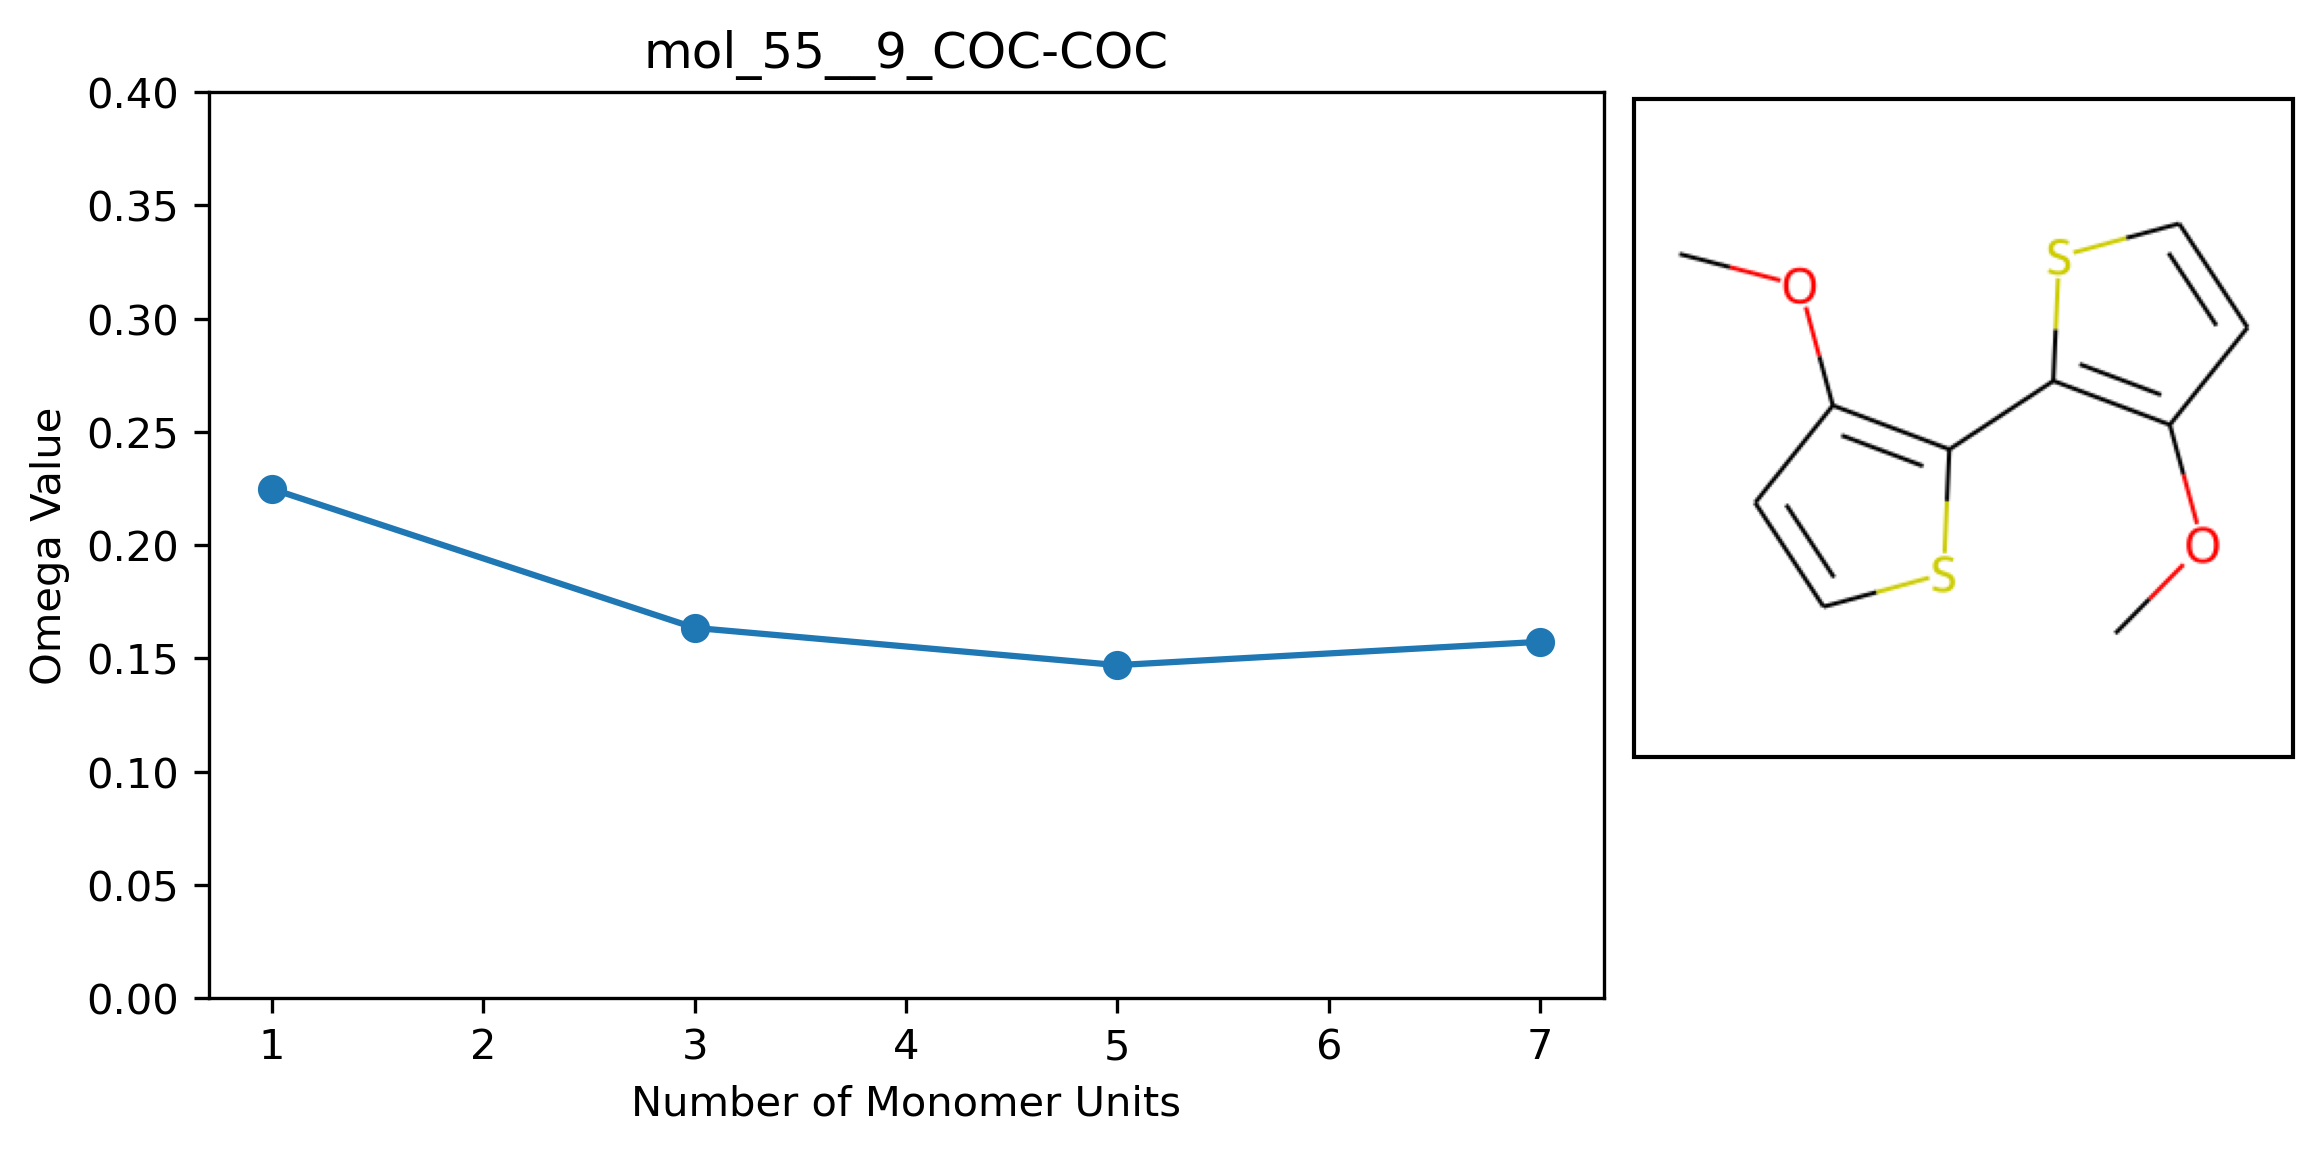 mol_55__9_COC-COC
0.40
0.35
0.30
0.25
0.20
0.15
0.10
0.05
0.00
Omega Value
1 2 3 4 5 6 7
Number of Monomer Units
S
O
O
S